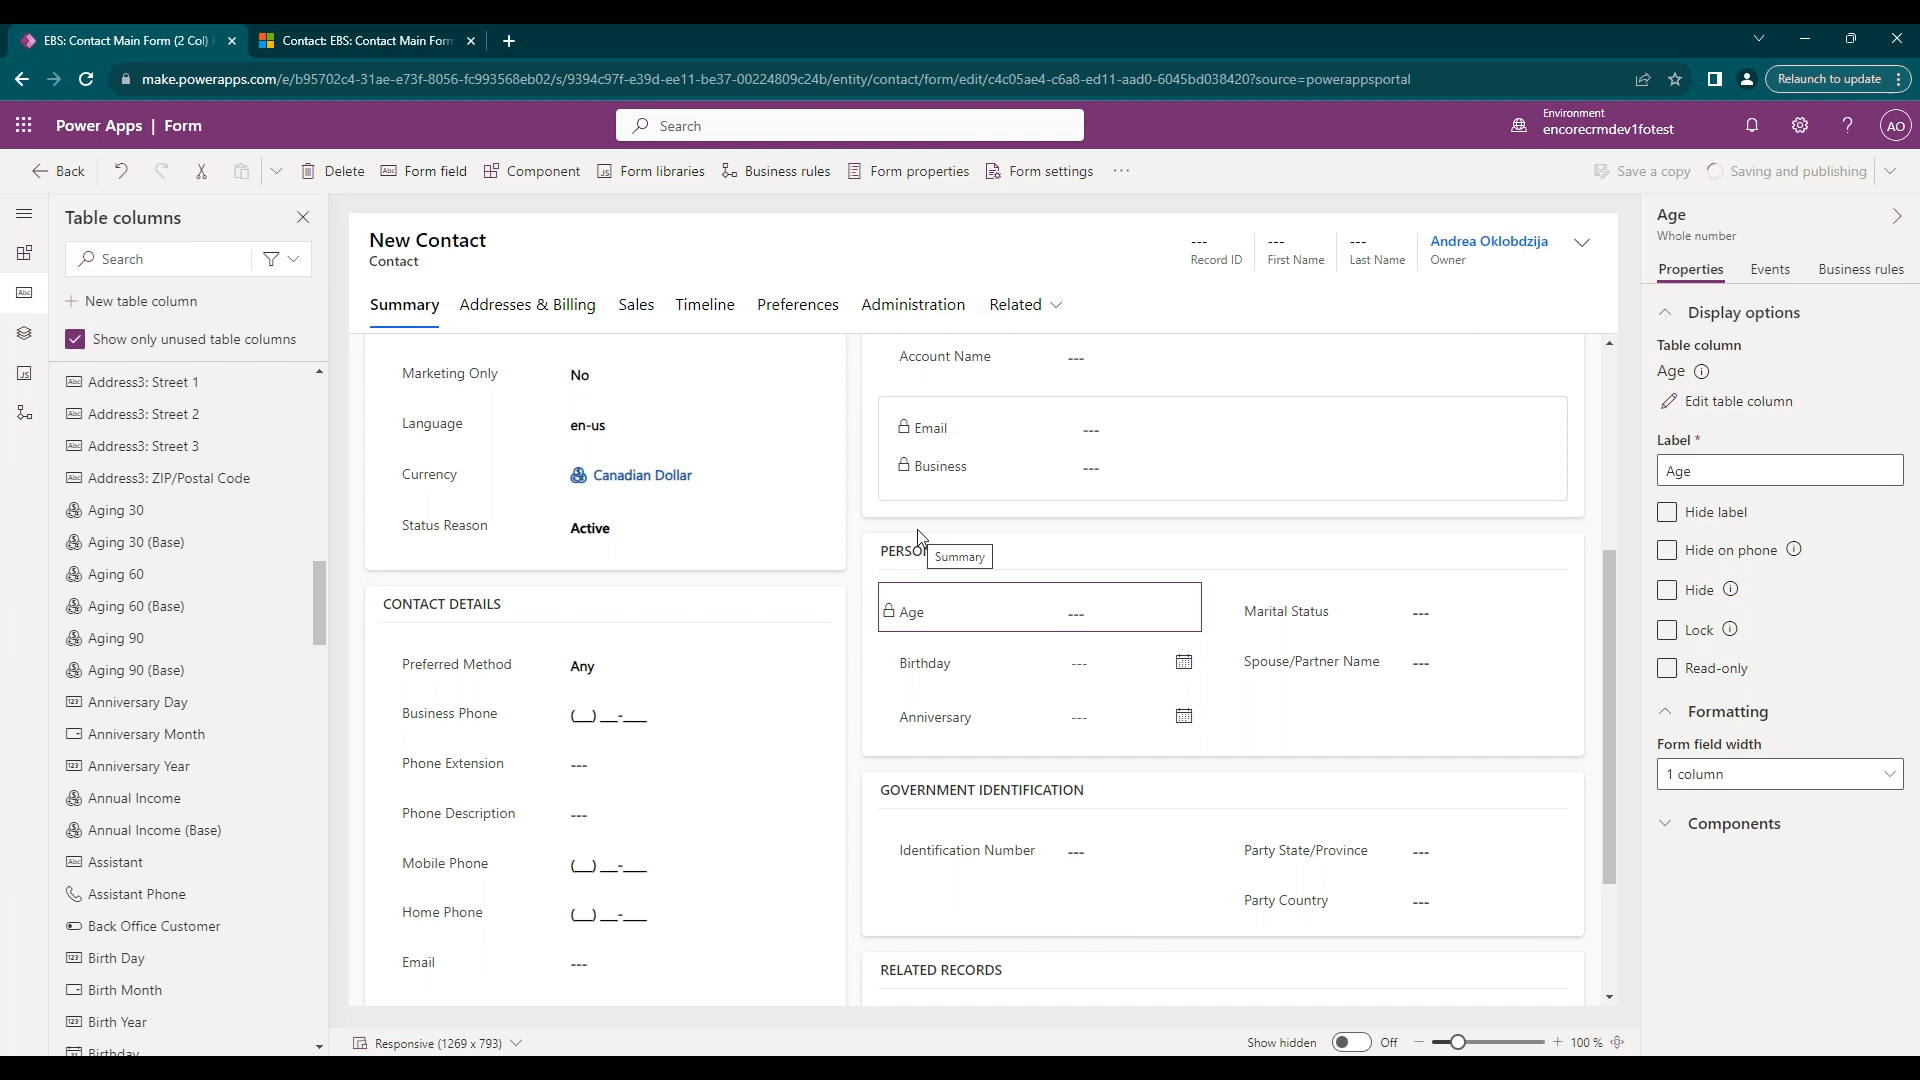 EBS: Contact Main Form (2 Col)
Contact: EBS: Contact Main Form
make.powerapps.com/e/b95702c4-31ae-e73f-8056-fc993568eb02/s/9394c97f-e39d-ee11-be37-00224809c24b/entity/contact/form/edit/c4c05ae4-c6a8-ed11-aad0-6045bd038420?source=powerappsportal
Relaunch to update
Power Apps | Form
Search
Environment
encorecrmdev1fotest
AO
Back
Delete
Form field
Component
Form libraries
Business rules
Form properties
Form settings
Save a copy
Saving and publishing
Table columns
Search
New table column
Show only unused table columns
Address3: Street 1
Address3: Street 2
Address3: Street 3
Address3: ZIP/Postal Code
Aging 30
Aging 30 (Base)
Aging 60
Aging 60 (Base)
Aging 90
Aging 90 (Base)
Anniversary Day
Anniversary Month
Anniversary Year
Annual Income
Annual Income (Base)
Assistant
Assistant Phone
Back Office Customer
Birth Day
Birth Month
Birth Year
Birthday
New Contact
Contact
---
Record ID
---
First Name
---
Last Name
Andrea Oklobdzija
Owner
Summary
Addresses & Billing
Sales
Timeline
Preferences
Administration
Related
Marketing Only No
Language en-us
Currency Canadian Dollar
Status Reason Active
CONTACT DETAILS
Preferred Method Any
Business Phone (__) __-___
Phone Extension ---
Phone Description ---
Mobile Phone (__) __-___
Home Phone (__) __-___
Email ---
Account Name ---
Email ---
Business ---
PERSON
Summary
Age ---
Marital Status ---
Birthday ---
Spouse/Partner Name ---
Anniversary ---
GOVERNMENT IDENTIFICATION
Identification Number ---
Party State/Province ---
Party Country ---
RELATED RECORDS
Responsive (1269 x 793)
Show hidden
Off
100 %
Age
Whole number
Properties
Events
Business rules
Display options
Table column
Age
Edit table column
Label *
Age
Hide label
Hide on phone
Hide
Lock
Read-only
Formatting
Form field width
1 column
Components